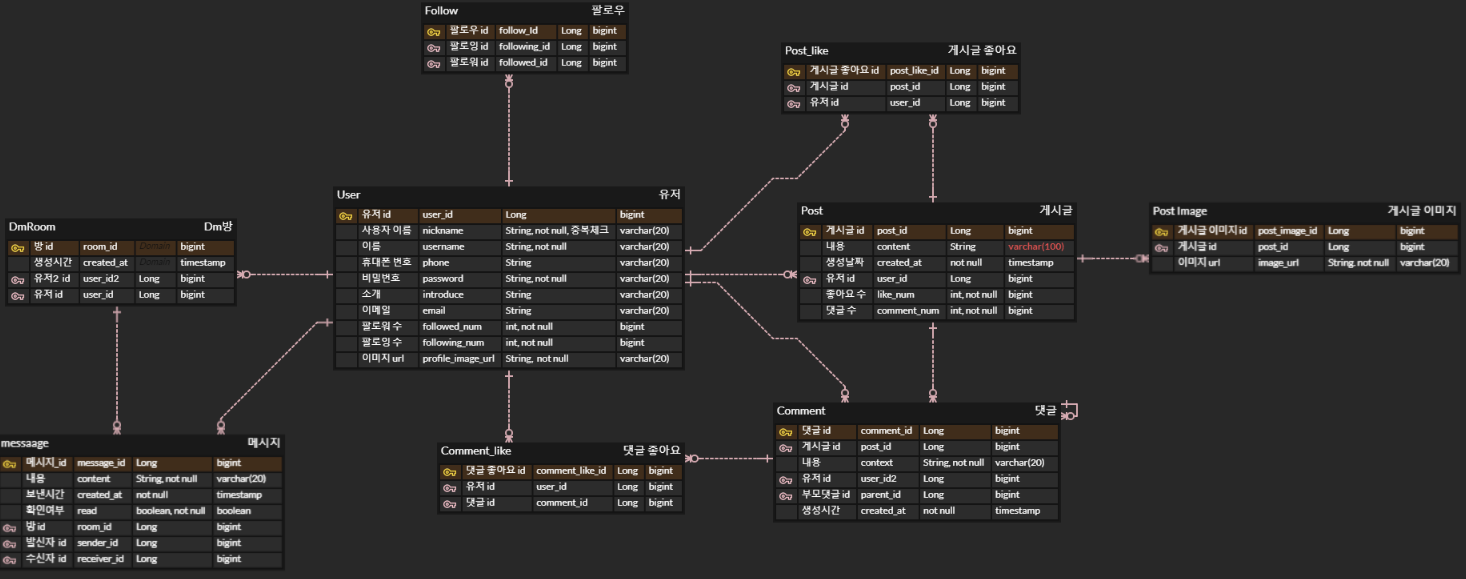 Follow 팔로우
팔로우 id follow_Id Long bigint
팔로잉 id following_id Long bigint
팔로워 id followed_id Long bigint
Post_like 게시글 좋아요
게시글 좋아요 id post_like_id Long bigint
게시글 id post_id Long bigint
유저 id user_id Long bigint
User 유저
유저 id user_id Long bigint
사용자 이름 nickname String, not null, 중복체크 varchar(20)
이름 username String, not null varchar(20)
휴대폰 번호 phone String varchar(20)
비밀번호 password String, not null varchar(20)
소개 introduce String varchar(20)
이메일 email String varchar(20)
팔로워 수 followed_num int, not null bigint
팔로잉 수 following_num int, not null bigint
이미지 url profile_image_url String, not null varchar(20)
DmRoom Dm방
방 id room_id Domain bigint
생성시간 created_at Domain timestamp
유저2 id user_id2 Long bigint
유저 id user_id Long bigint
Post 게시글
게시글 id post_id Long bigint
내용 content String varchar(100)
생성날짜 created_at not null timestamp
유저 id user_id Long bigint
좋아요 수 like_num int, not null bigint
댓글 수 comment_num int, not null bigint
Post Image 게시글 이미지
게시글 이미지 id post_image_id Long bigint
게시글 id post_id Long bigint
이미지 url image_url String. not null varchar(20)
messaage 메시지
메시지_id message_id Long bigint
내용 content String, not null varchar(20)
보낸시간 created_at not null timestamp
확인여부 read boolean, not null boolean
방 id room_id Long bigint
발신자 id sender_id Long bigint
수신자 id receiver_id Long bigint
Comment_like 댓글 좋아요
댓글 좋아요 id comment_like_id Long bigint
유저 id user_id Long bigint
댓글 id comment_id Long bigint
Comment 댓글
댓글 id comment_id Long bigint
게시글 id post_id Long bigint
내용 context String, not null varchar(20)
유저 id user_id2 Long bigint
부모댓글 id parent_id Long bigint
생성시간 created_at not null timestamp